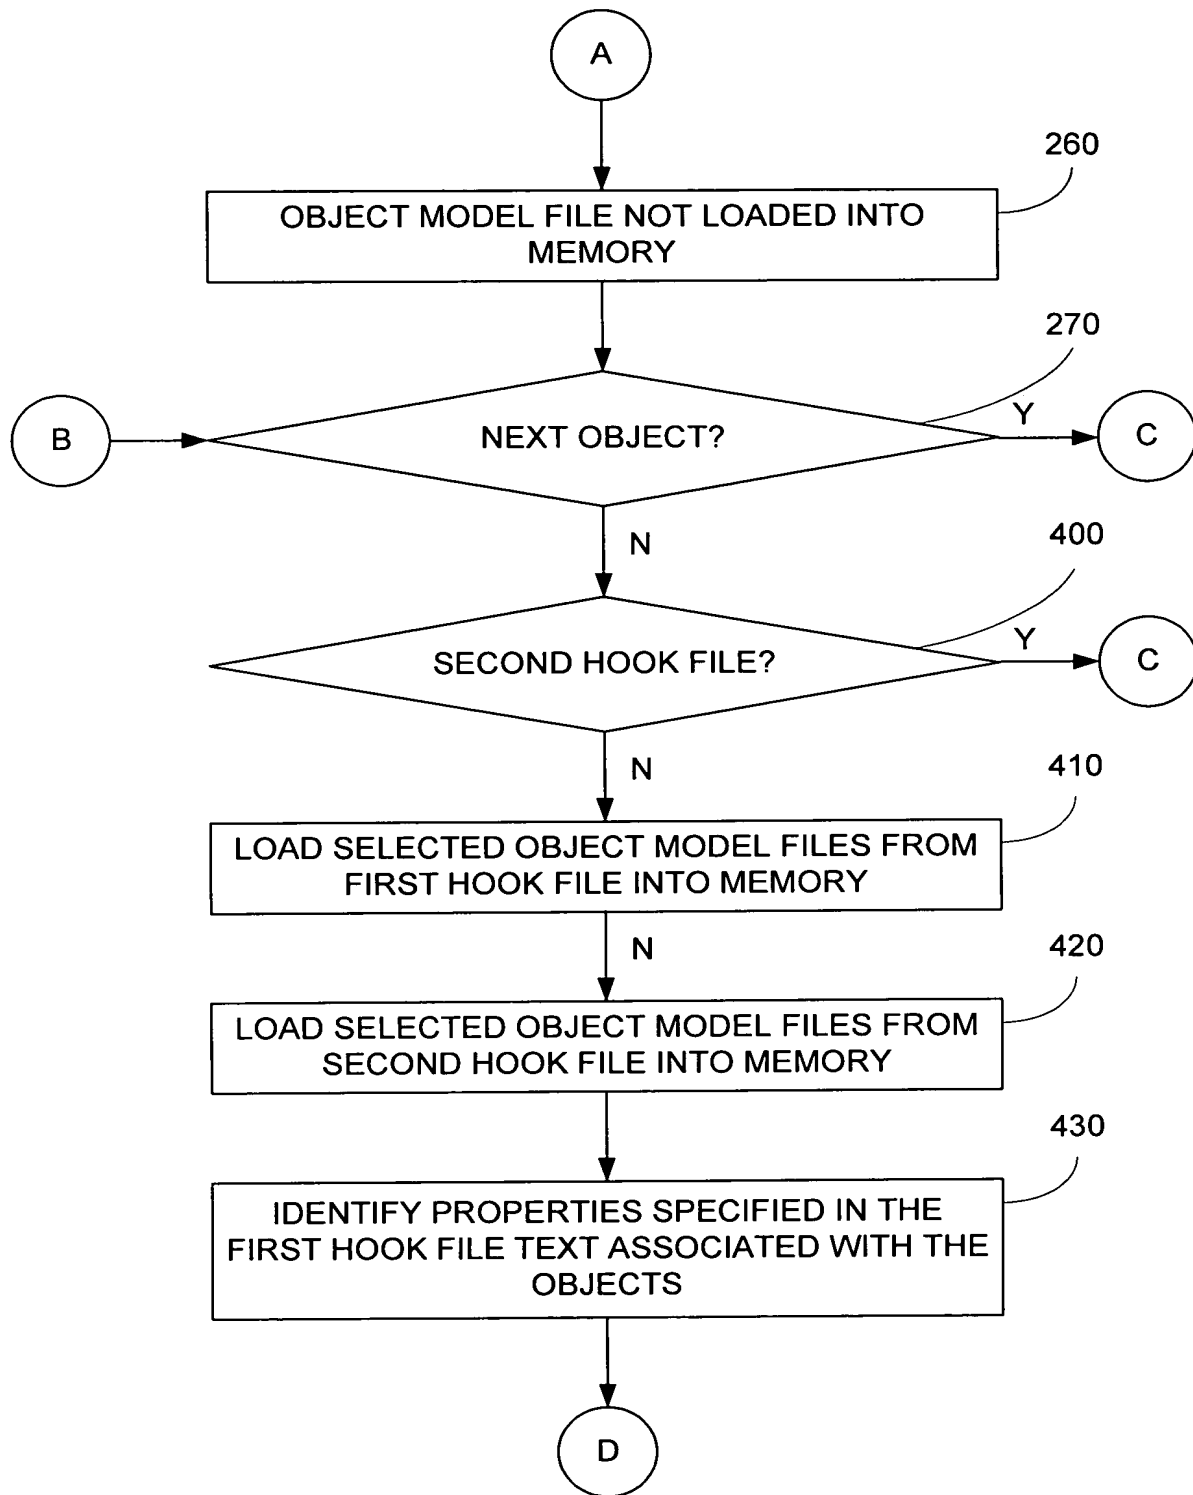 A
260
OBJECT MODEL FILE NOT LOADED INTO
MEMORY
270
B
NEXT OBJECT?
Y
C
N
400
SECOND HOOK FILE?
Y
C
N
410
LOAD SELECTED OBJECT MODEL FILES FROM
FIRST HOOK FILE INTO MEMORY
N
420
LOAD SELECTED OBJECT MODEL FILES FROM
SECOND HOOK FILE INTO MEMORY
430
IDENTIFY PROPERTIES SPECIFIED IN THE
FIRST HOOK FILE TEXT ASSOCIATED WITH THE
OBJECTS
D